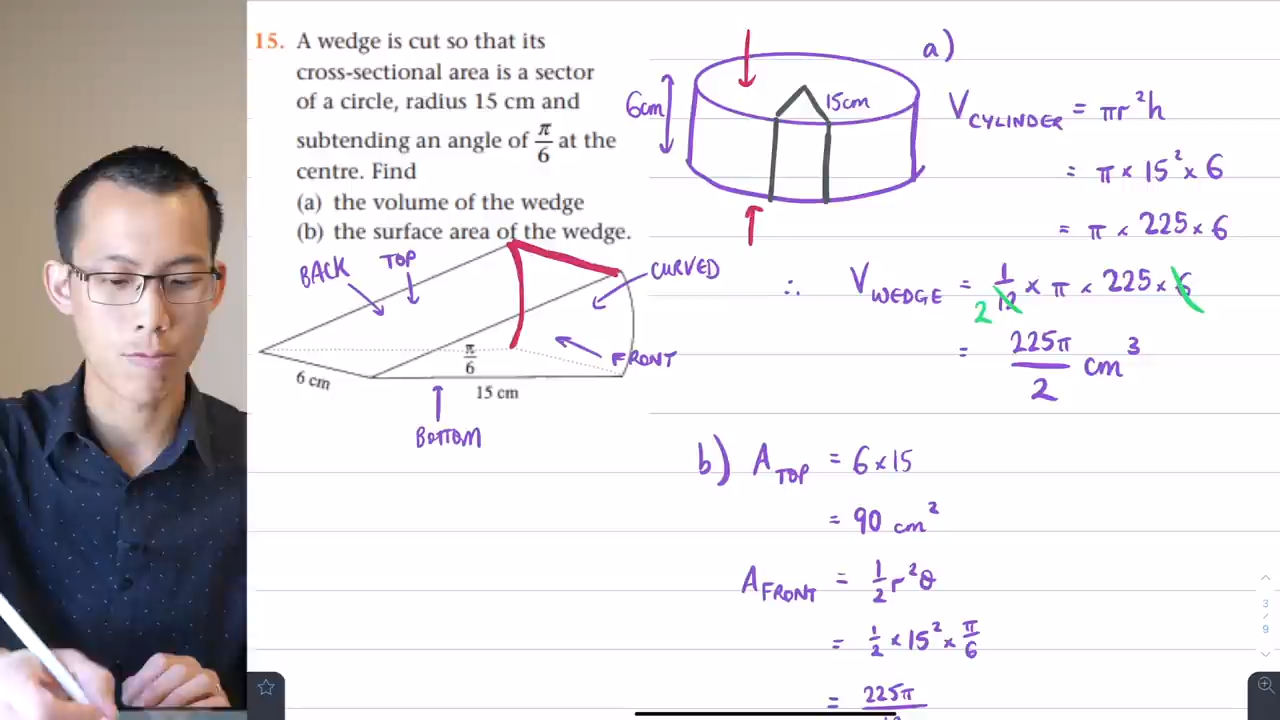 15. A wedge is cut so that its
cross-sectional area is a sector
of a circle, radius 15 cm and
subtending an angle of π/6 at the
centre. Find
(a) the volume of the wedge
(b) the surface area of the wedge.
BACK
TOP
CURVED
FRONT
π/6
6 cm
15 cm
BOTTOM
6cm
15cm
a)
V CYLINDER = πr²h
= π × 15² × 6
= π × 225 × 6
∴ V WEDGE = 1/12 × π × 225 × 6
2
= 225π/2 cm³
b) A TOP = 6 × 15
= 90 cm²
A FRONT = 1/2 r²θ
= 1/2 × 15² × π/6
= 225π
3
/
9